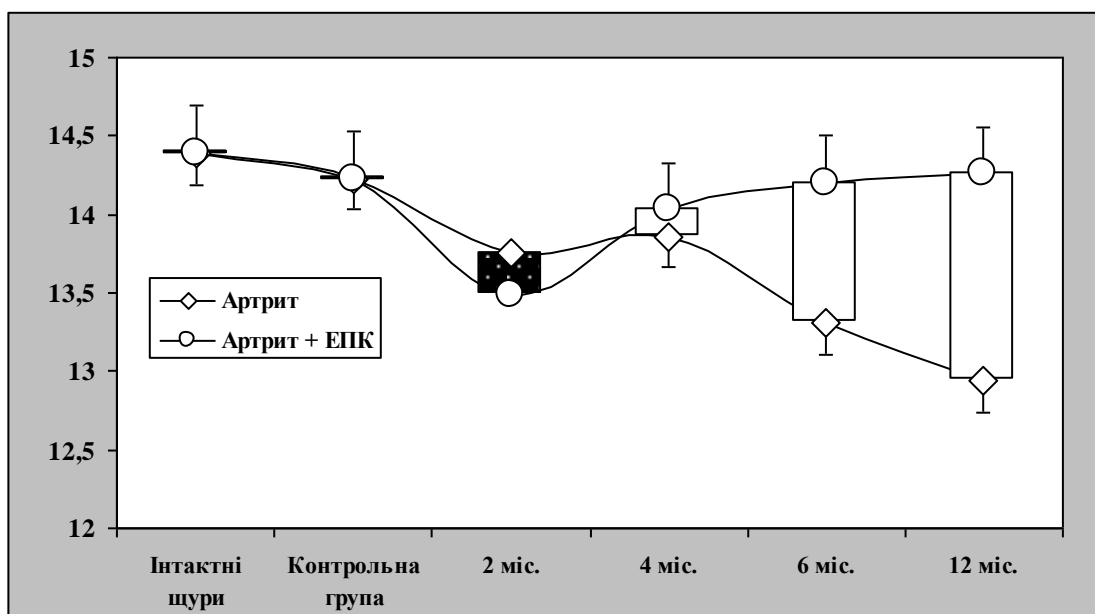 15
14,5
14
13,5
13
12,5
12
Артрит
Артрит + ЕПК
Інтактні щури
Контрольна група
2 міс.
4 міс.
6 міс.
12 міс.